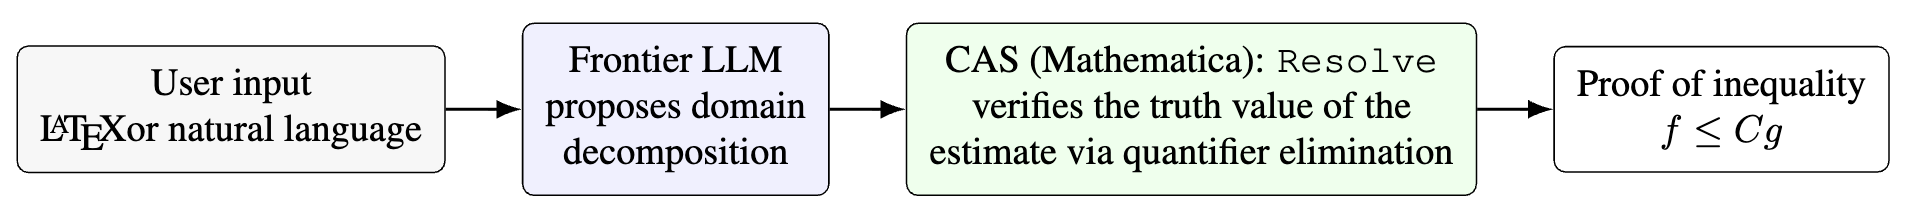 User input
LATEXor natural language
Frontier LLM
proposes domain
decomposition
CAS (Mathematica): Resolve
verifies the truth value of the
estimate via quantifier elimination
Proof of inequality
f ≤ Cg